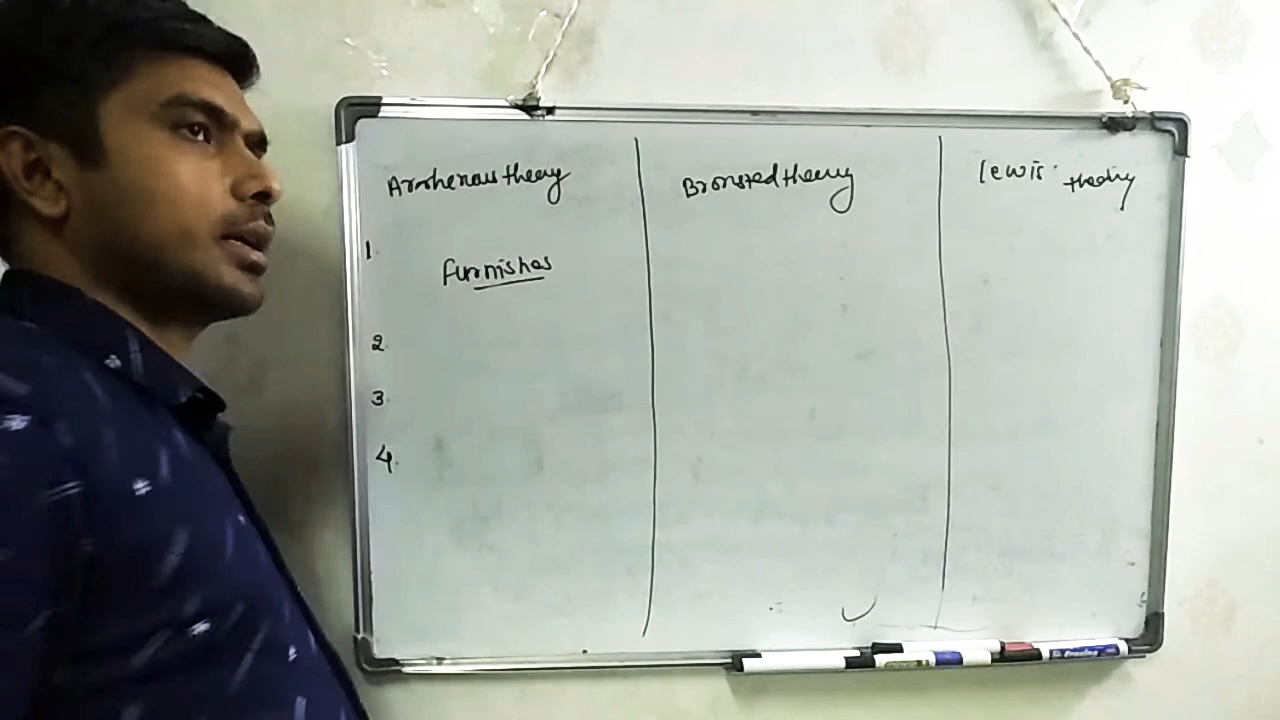 Arrhenius theory
Bronsted theory
lewis theory
1.
furnishes
2.
3.
4.